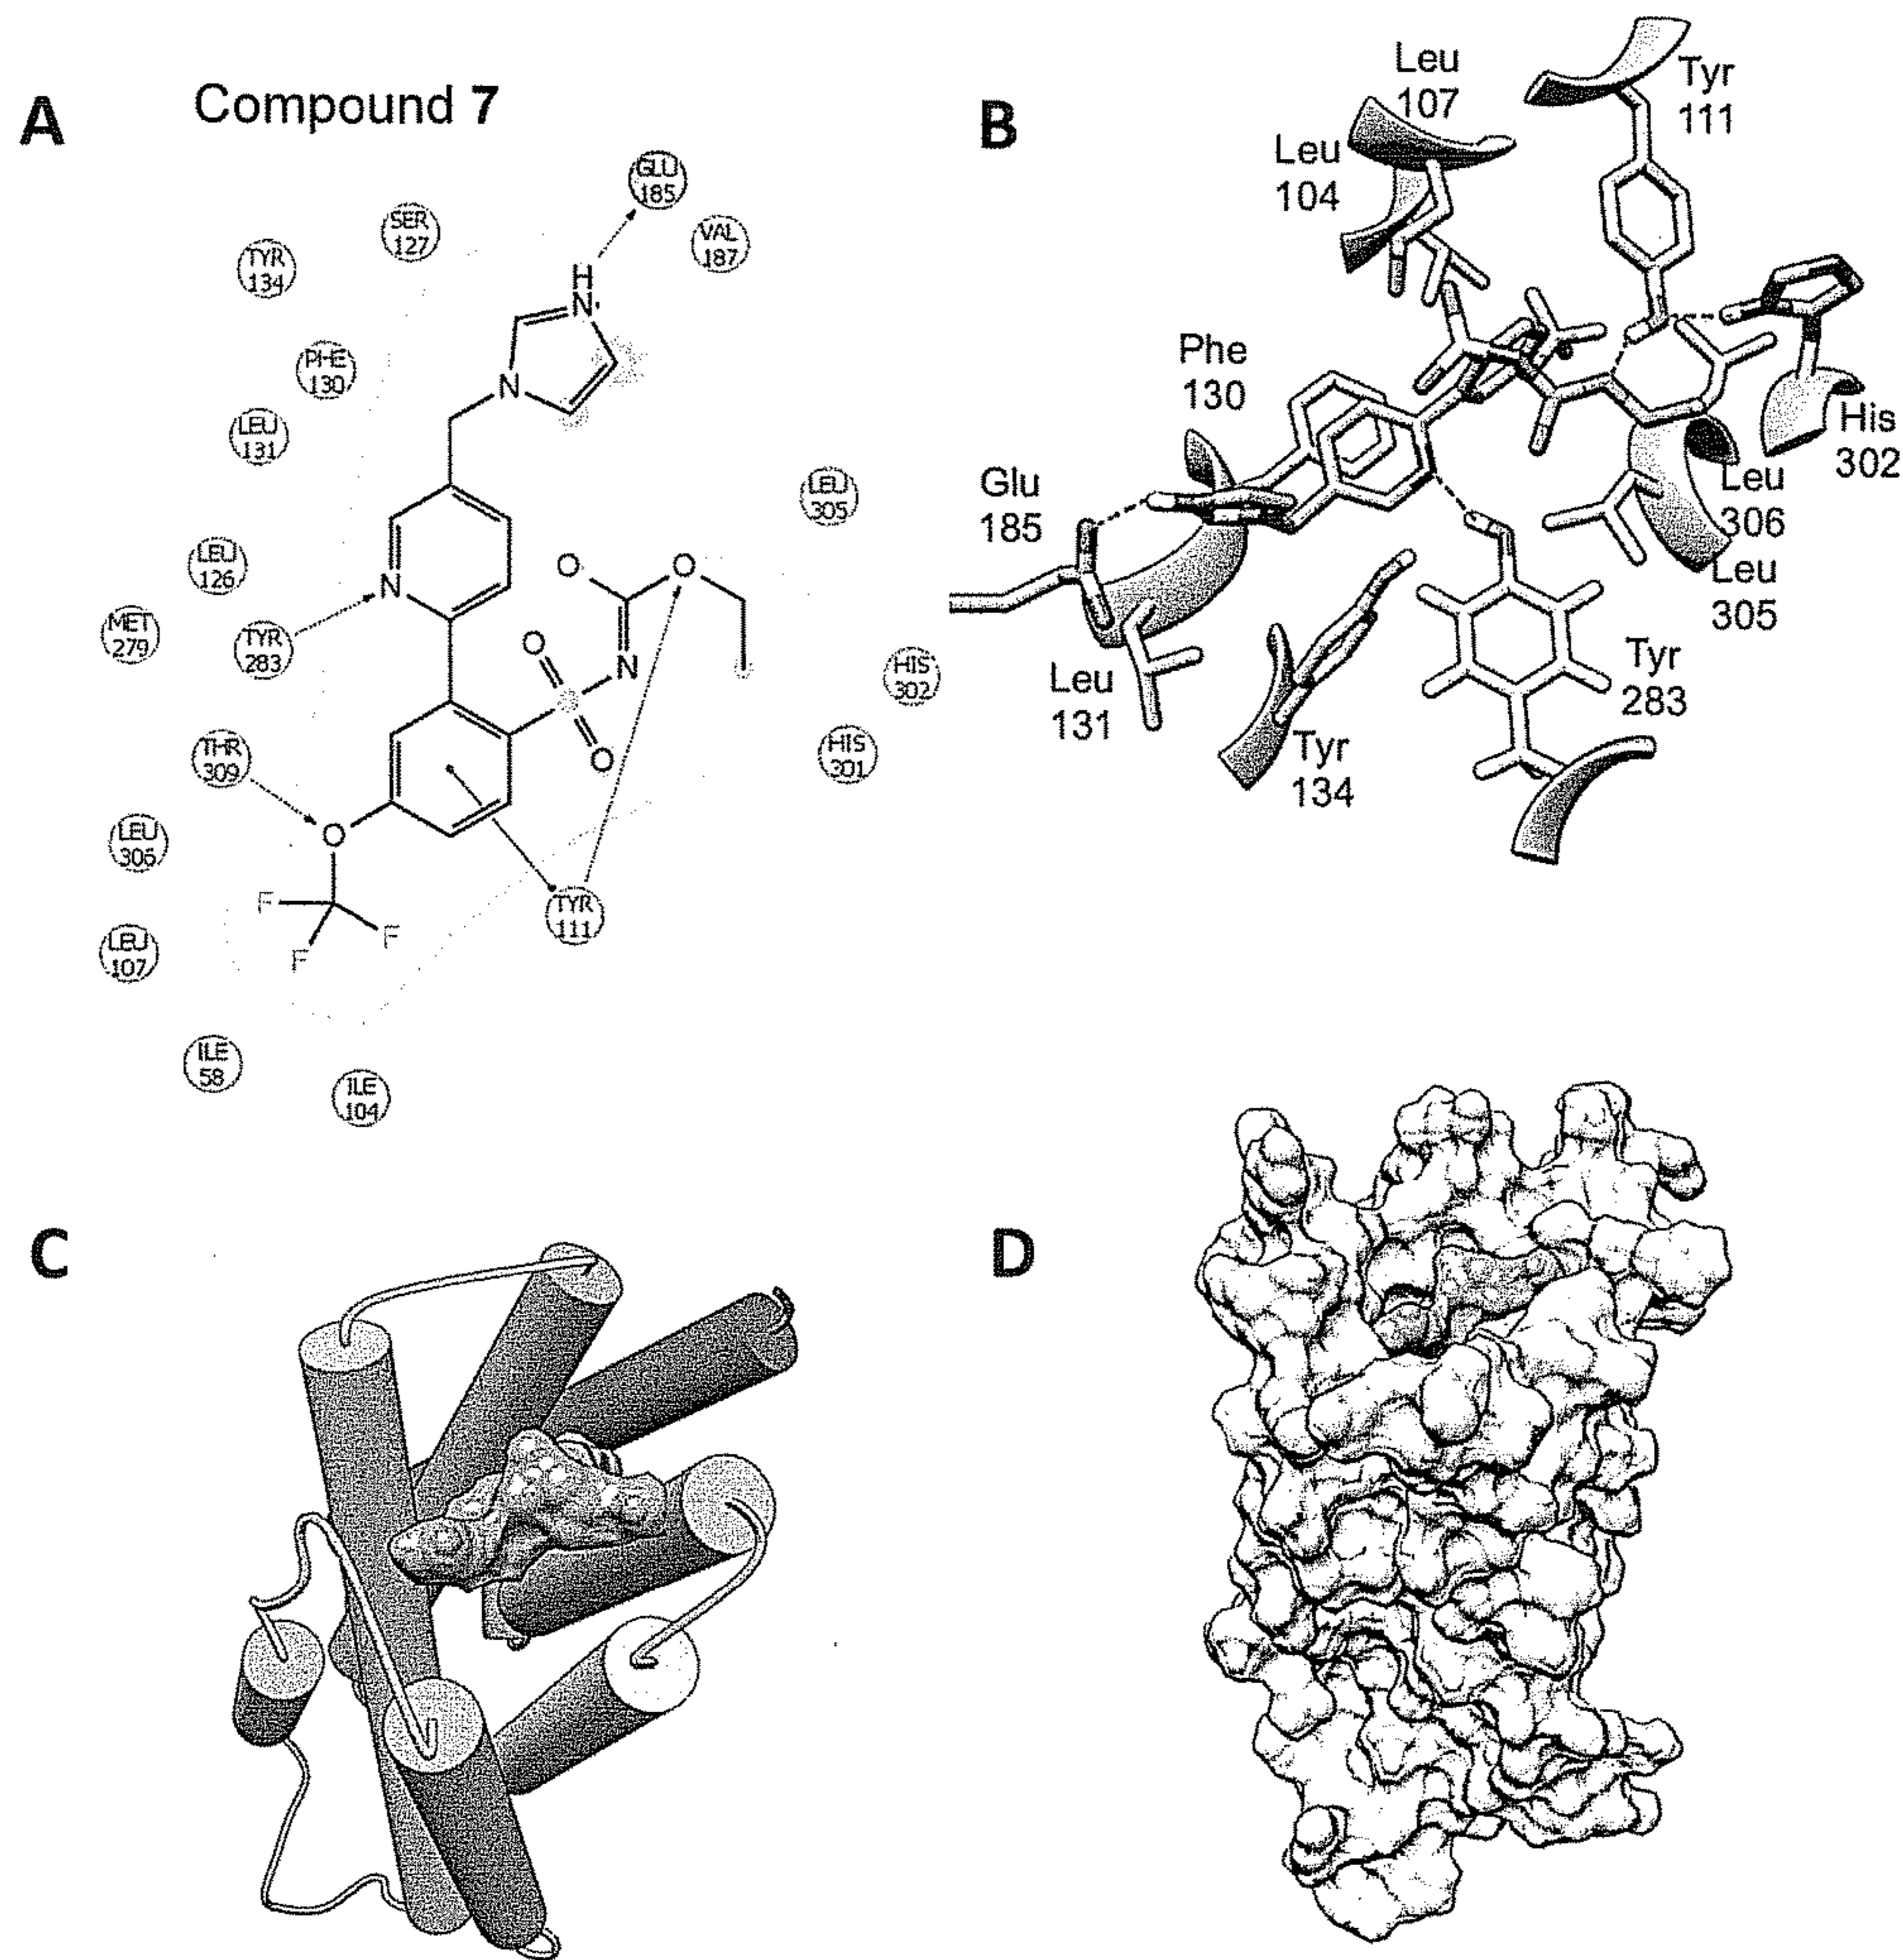 A
Compound 7
GLU
185
SER
127
VAL
187
TYR
134
H
N
PHE
130
N
LEU
131
LEU
305
LEU
126
O
O
N
MET
279
TYR
283
O
N
HIS
302
S
THR
309
O
HIS
301
O
LEU
306
F
F
F
TYR
111
LEU
107
ILE
58
ILE
104
B
Leu
107
Tyr
111
Leu
104
Phe
130
His
302
Glu
185
Leu
306
Leu
305
Leu
131
Tyr
283
Tyr
134
C
D